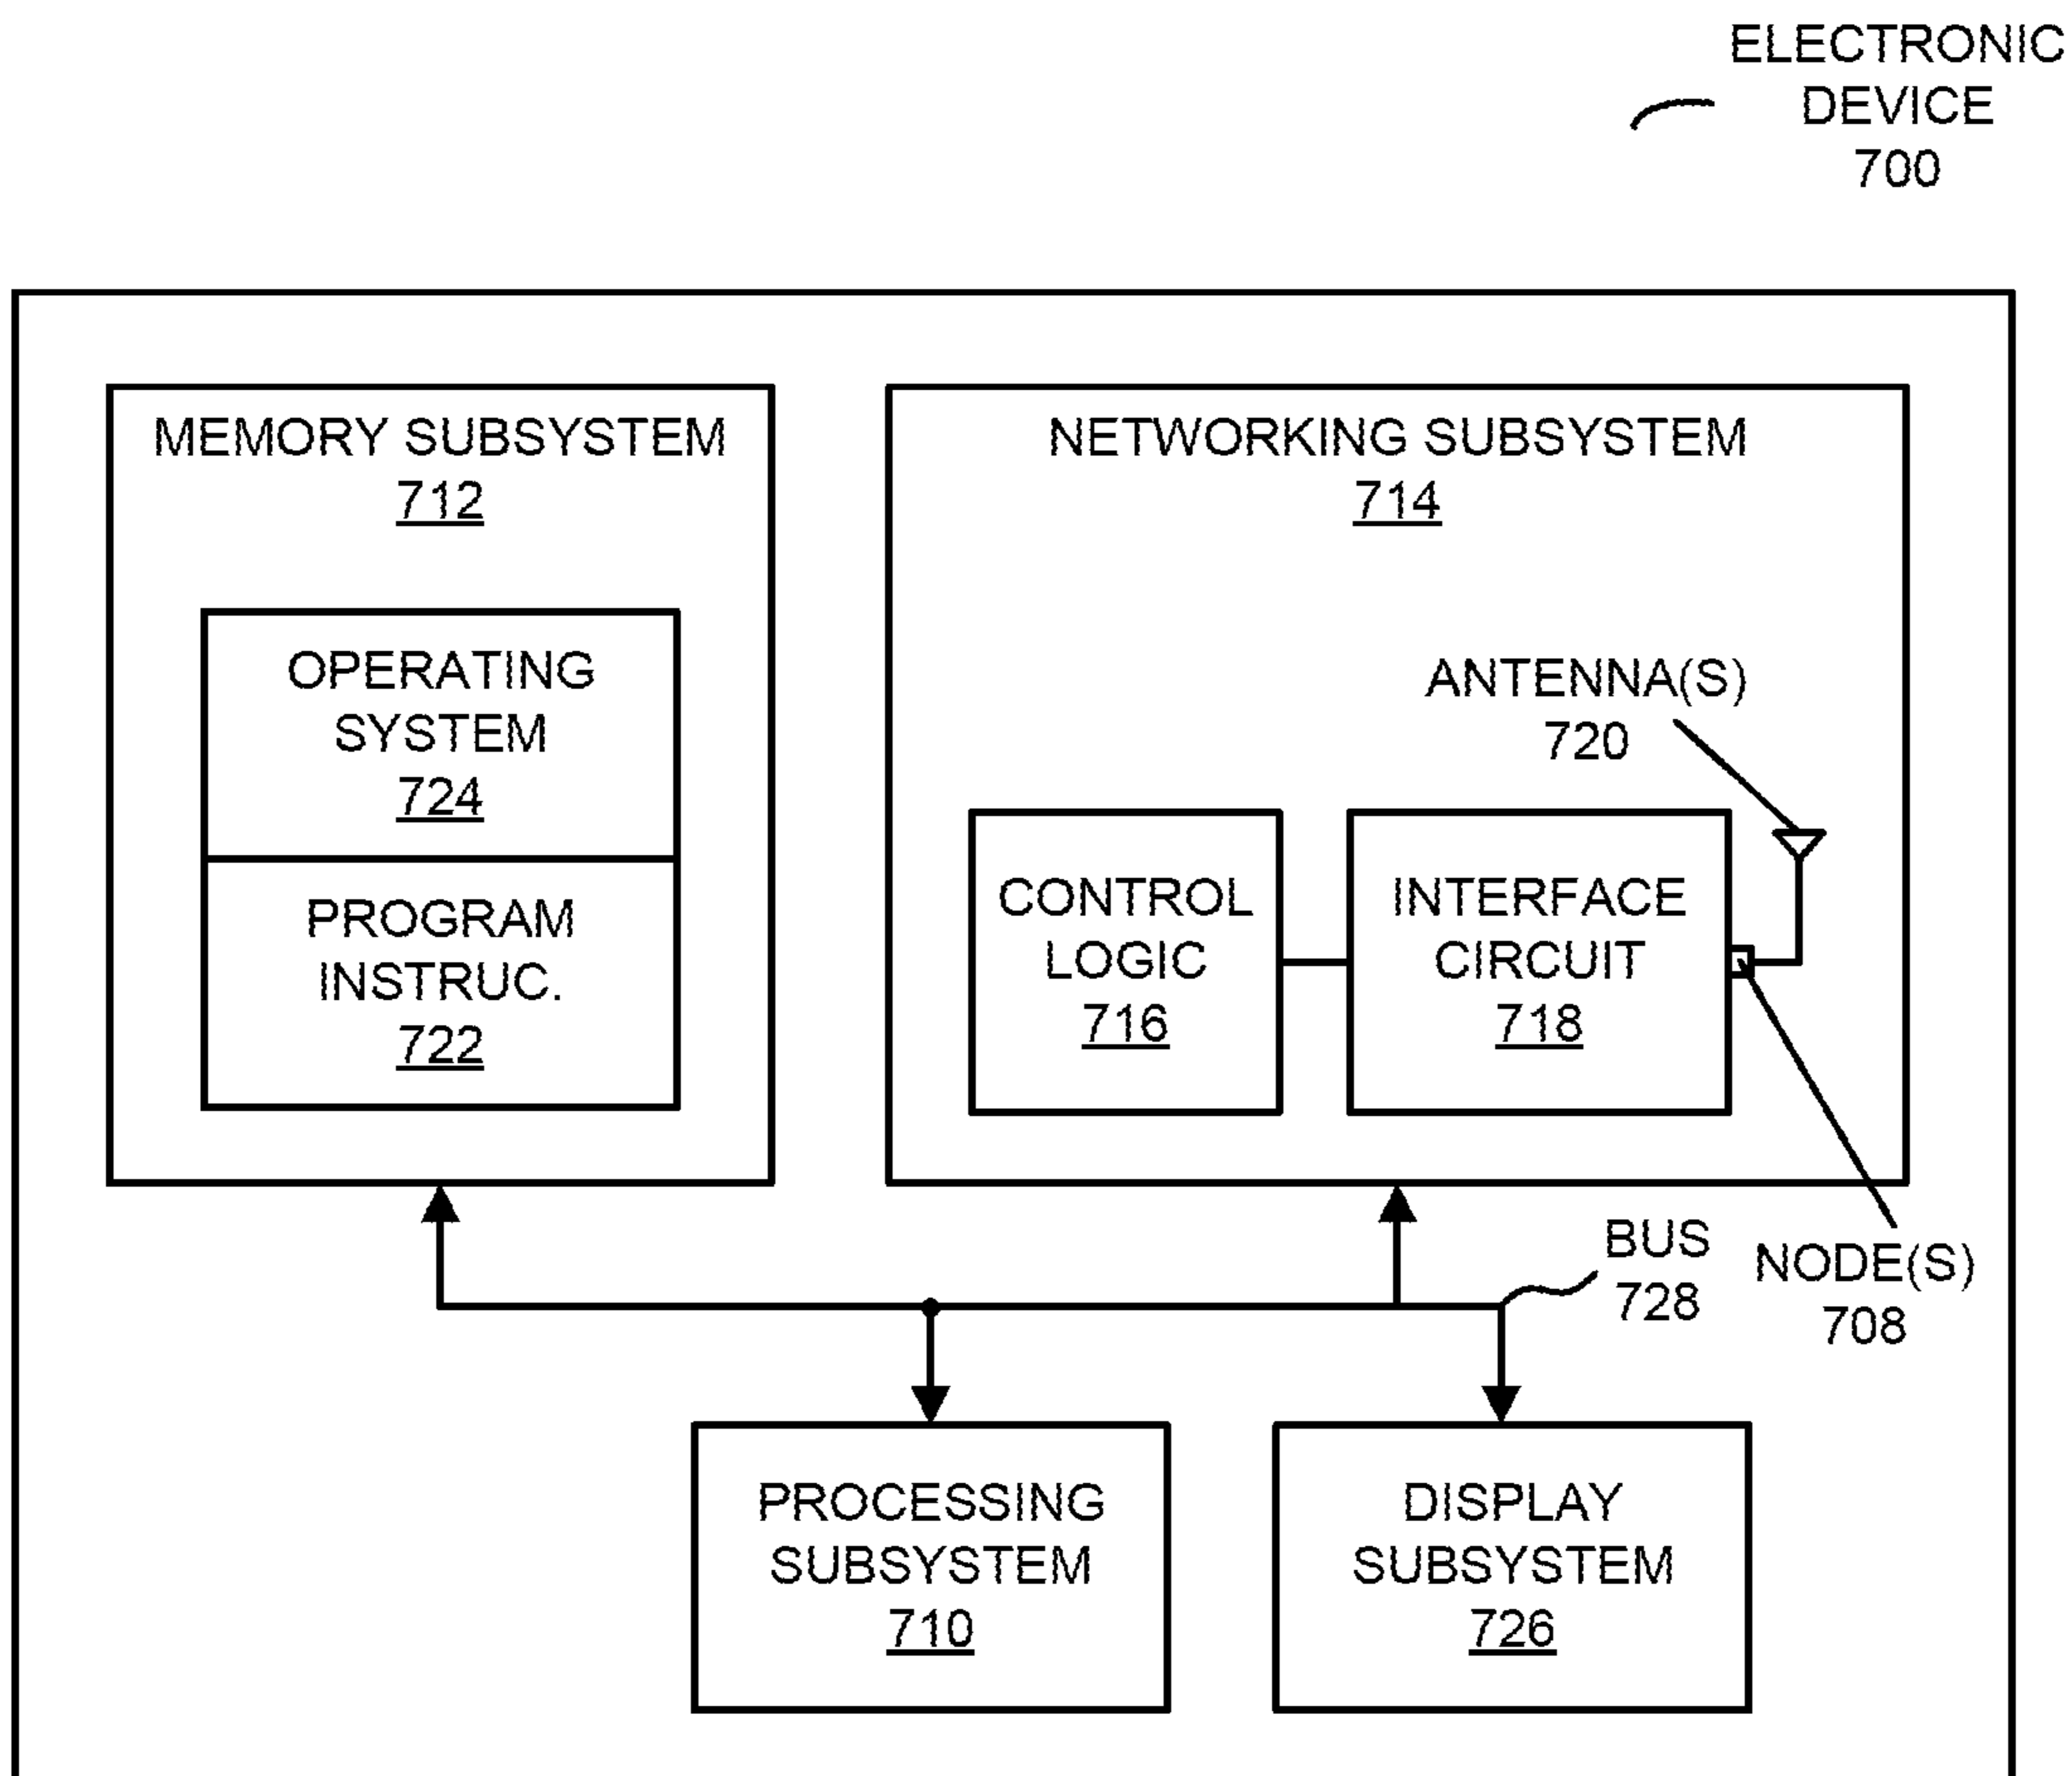 ELECTRONIC
DEVICE
700
MEMORY SUBSYSTEM
712
OPERATING
SYSTEM
724
PROGRAM
INSTRUC.
722
NETWORKING SUBSYSTEM
714
ANTENNA(S)
720
CONTROL
LOGIC
716
INTERFACE
CIRCUIT
718
BUS
728
NODE(S)
708
PROCESSING
SUBSYSTEM
710
DISPLAY
SUBSYSTEM
726